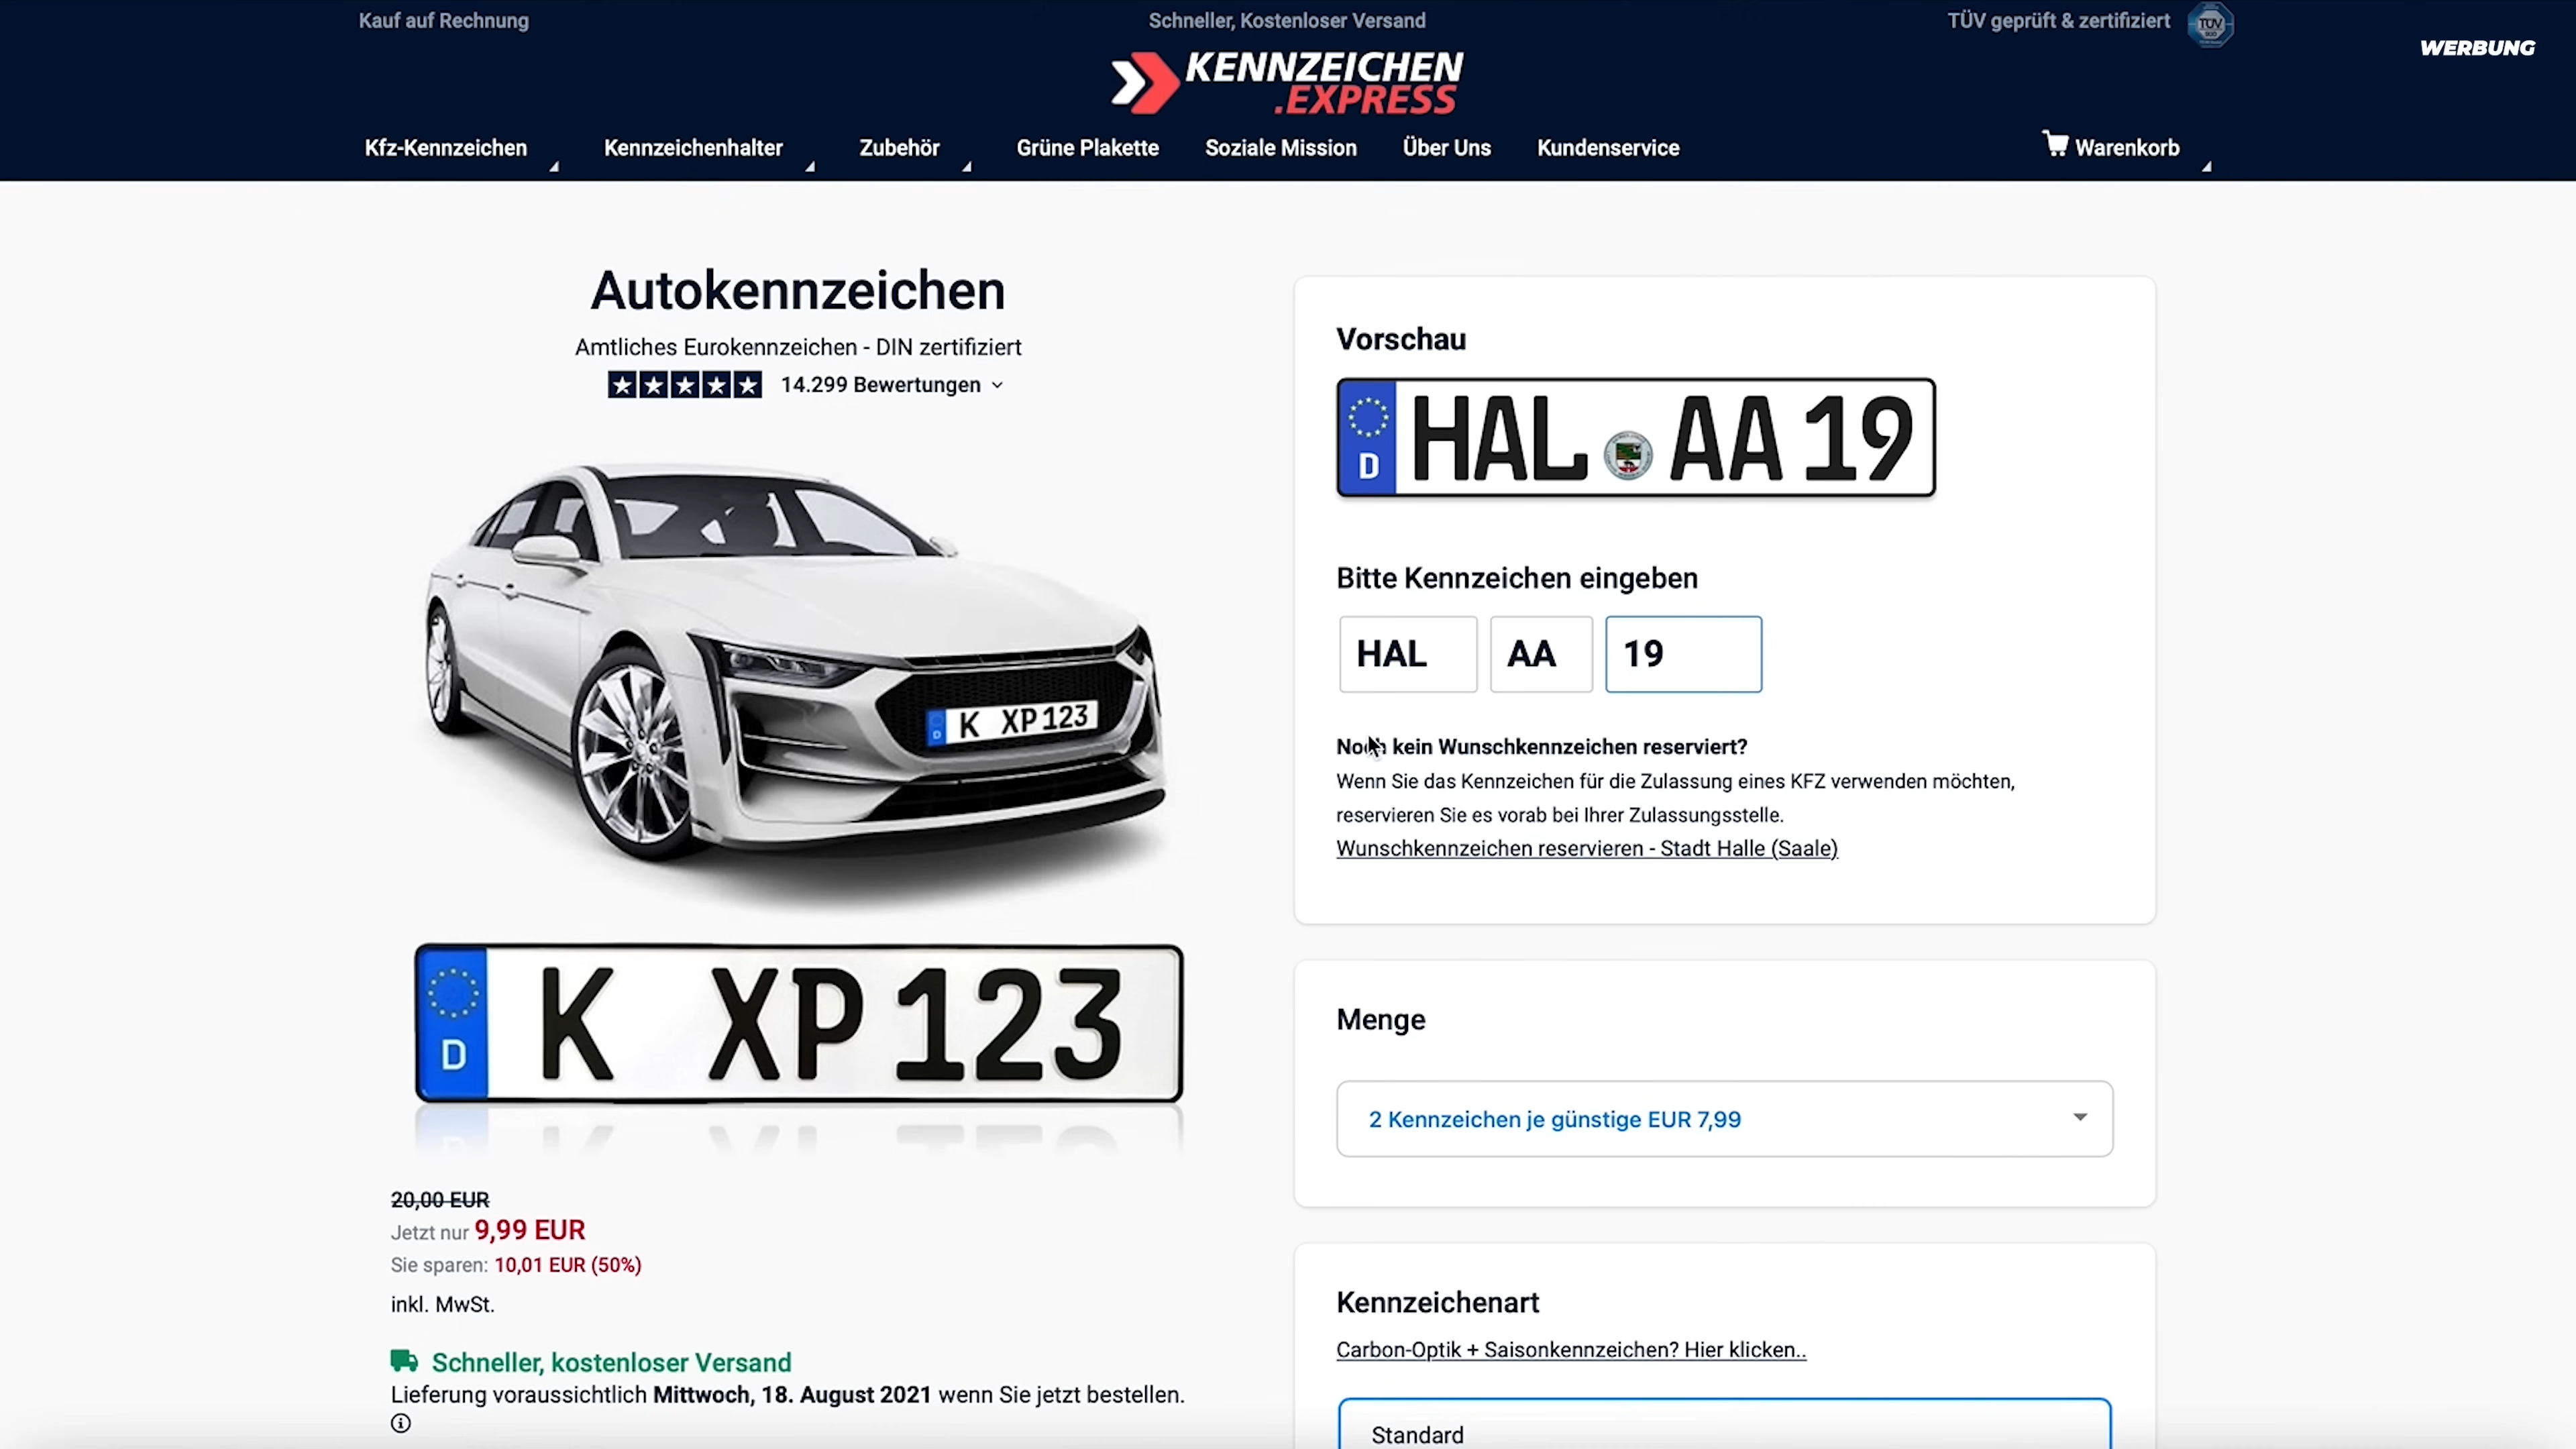 Kauf auf Rechnung
Schneller, Kostenloser Versand
TÜV geprüft & zertifiziert
TÜV
WERBUNG
KENNZEICHEN
.EXPRESS
Kfz-Kennzeichen
Kennzeichenhalter
Zubehör
Grüne Plakette
Soziale Mission
Über Uns
Kundenservice
Warenkorb
Autokennzeichen
Amtliches Eurokennzeichen - DIN zertifiziert
14.299 Bewertungen
D K XP 123
D K XP 123
20,00 EUR
Jetzt nur 9,99 EUR
Sie sparen: 10,01 EUR (50%)
inkl. MwSt.
Schneller, kostenloser Versand
Lieferung voraussichtlich Mittwoch, 18. August 2021 wenn Sie jetzt bestellen.
Vorschau
D HAL AA 19
Bitte Kennzeichen eingeben
HAL AA 19
Noch kein Wunschkennzeichen reserviert?
Wenn Sie das Kennzeichen für die Zulassung eines KFZ verwenden möchten,
reservieren Sie es vorab bei Ihrer Zulassungsstelle.
Wunschkennzeichen reservieren - Stadt Halle (Saale)
Menge
2 Kennzeichen je günstige EUR 7,99
Kennzeichenart
Carbon-Optik + Saisonkennzeichen? Hier klicken..
Standard